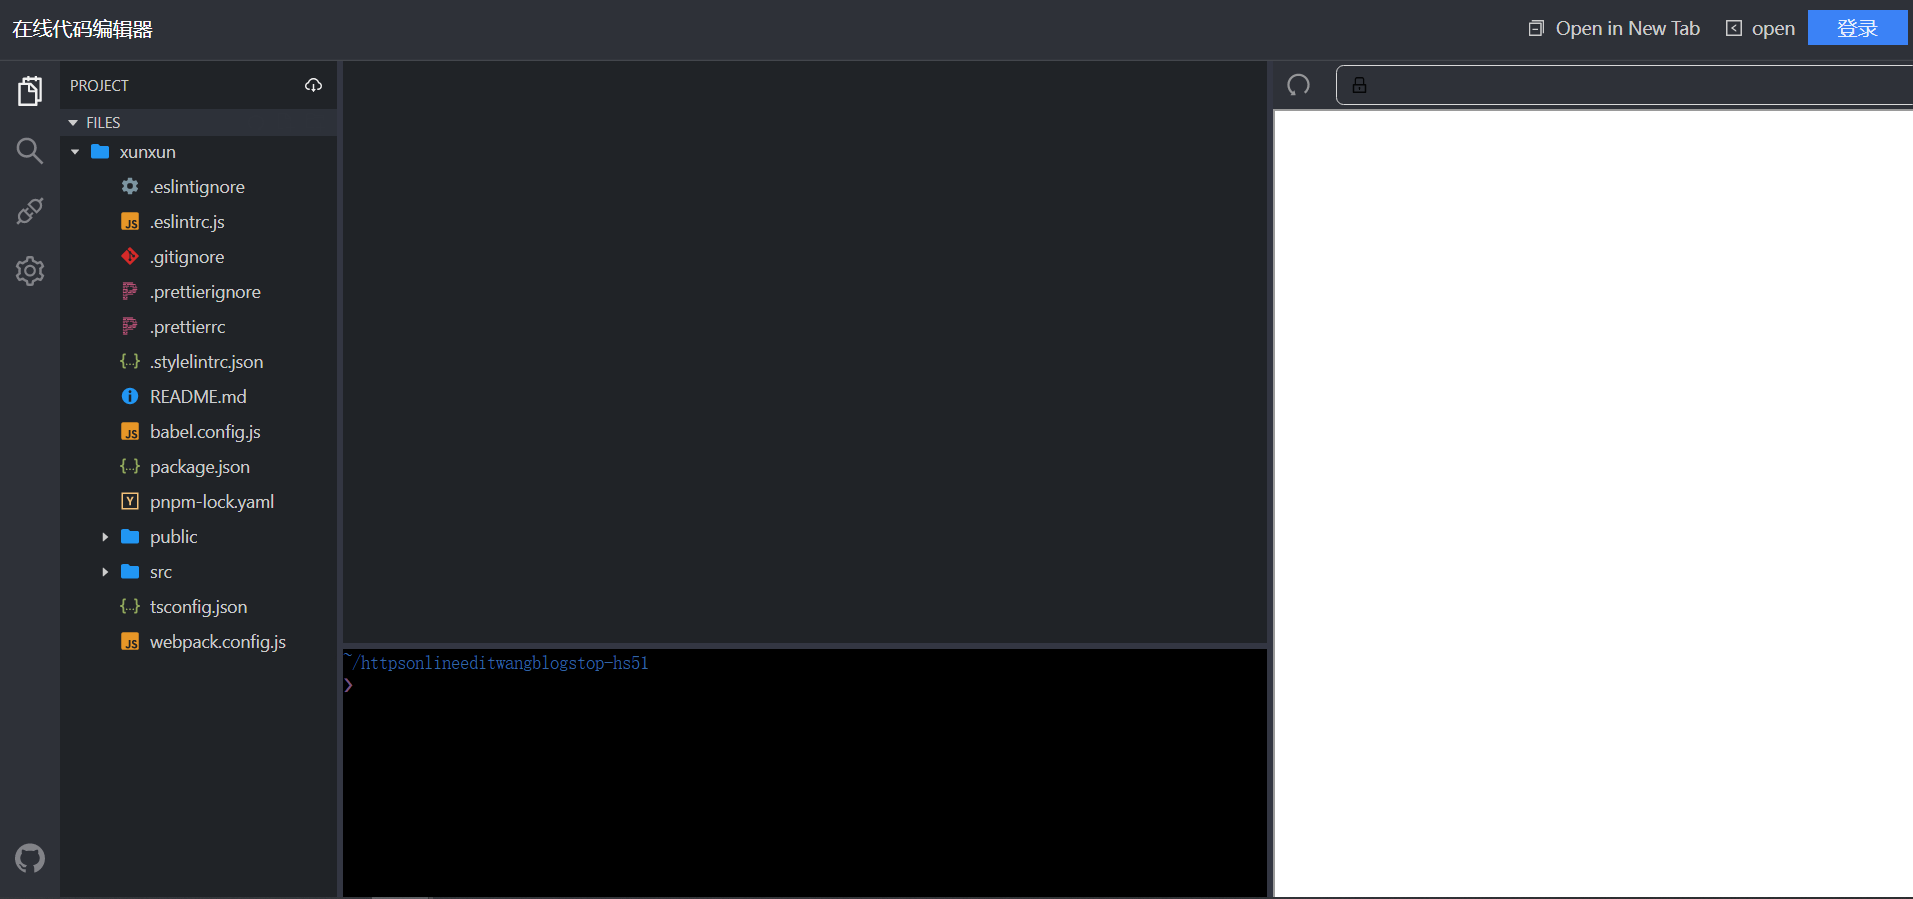 在线代码编辑器
Open in New Tab
open
登录
PROJECT
FILES
xunxun
.eslintignore
.eslintrc.js
.gitignore
.prettierignore
.prettierrc
.stylelintrc.json
README.md
babel.config.js
package.json
pnpm-lock.yaml
public
src
tsconfig.json
webpack.config.js
~/httpsonlineeditwangblogstop-hs51
❯